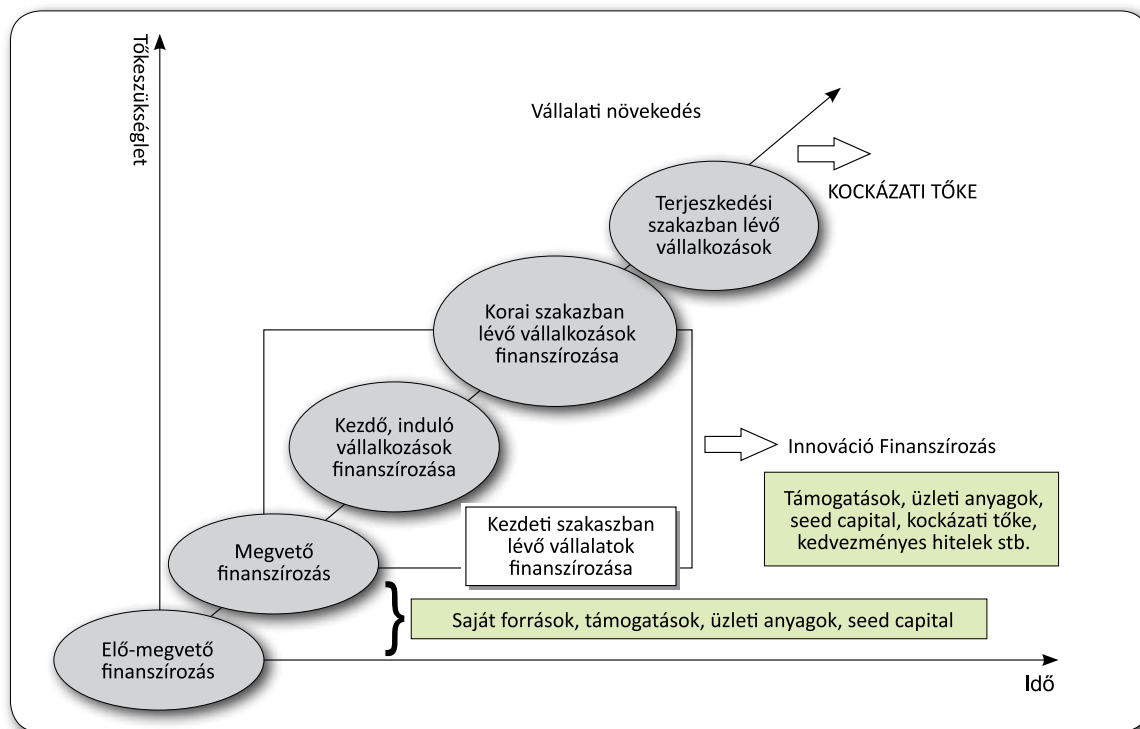 Tőkeszükséglet
Vállalati növekedés
KOCKÁZATI TŐKE
Terjeszkedési
szakazban lévő
vállalkozások
Korai szakazban
lévő vállalkozások
finanszírozása
Kezdő, induló
vállalkozások
finanszírozása
Innováció Finanszírozás
Támogatások, üzleti anyagok,
seed capital, kockázati tőke,
kedvezményes hitelek stb.
Kezdeti szakaszban
lévő vállalatok
finanszírozása
Megvető
finanszírozás
Saját források, támogatások, üzleti anyagok, seed capital
Elő-megvető
finanszírozás
Idő